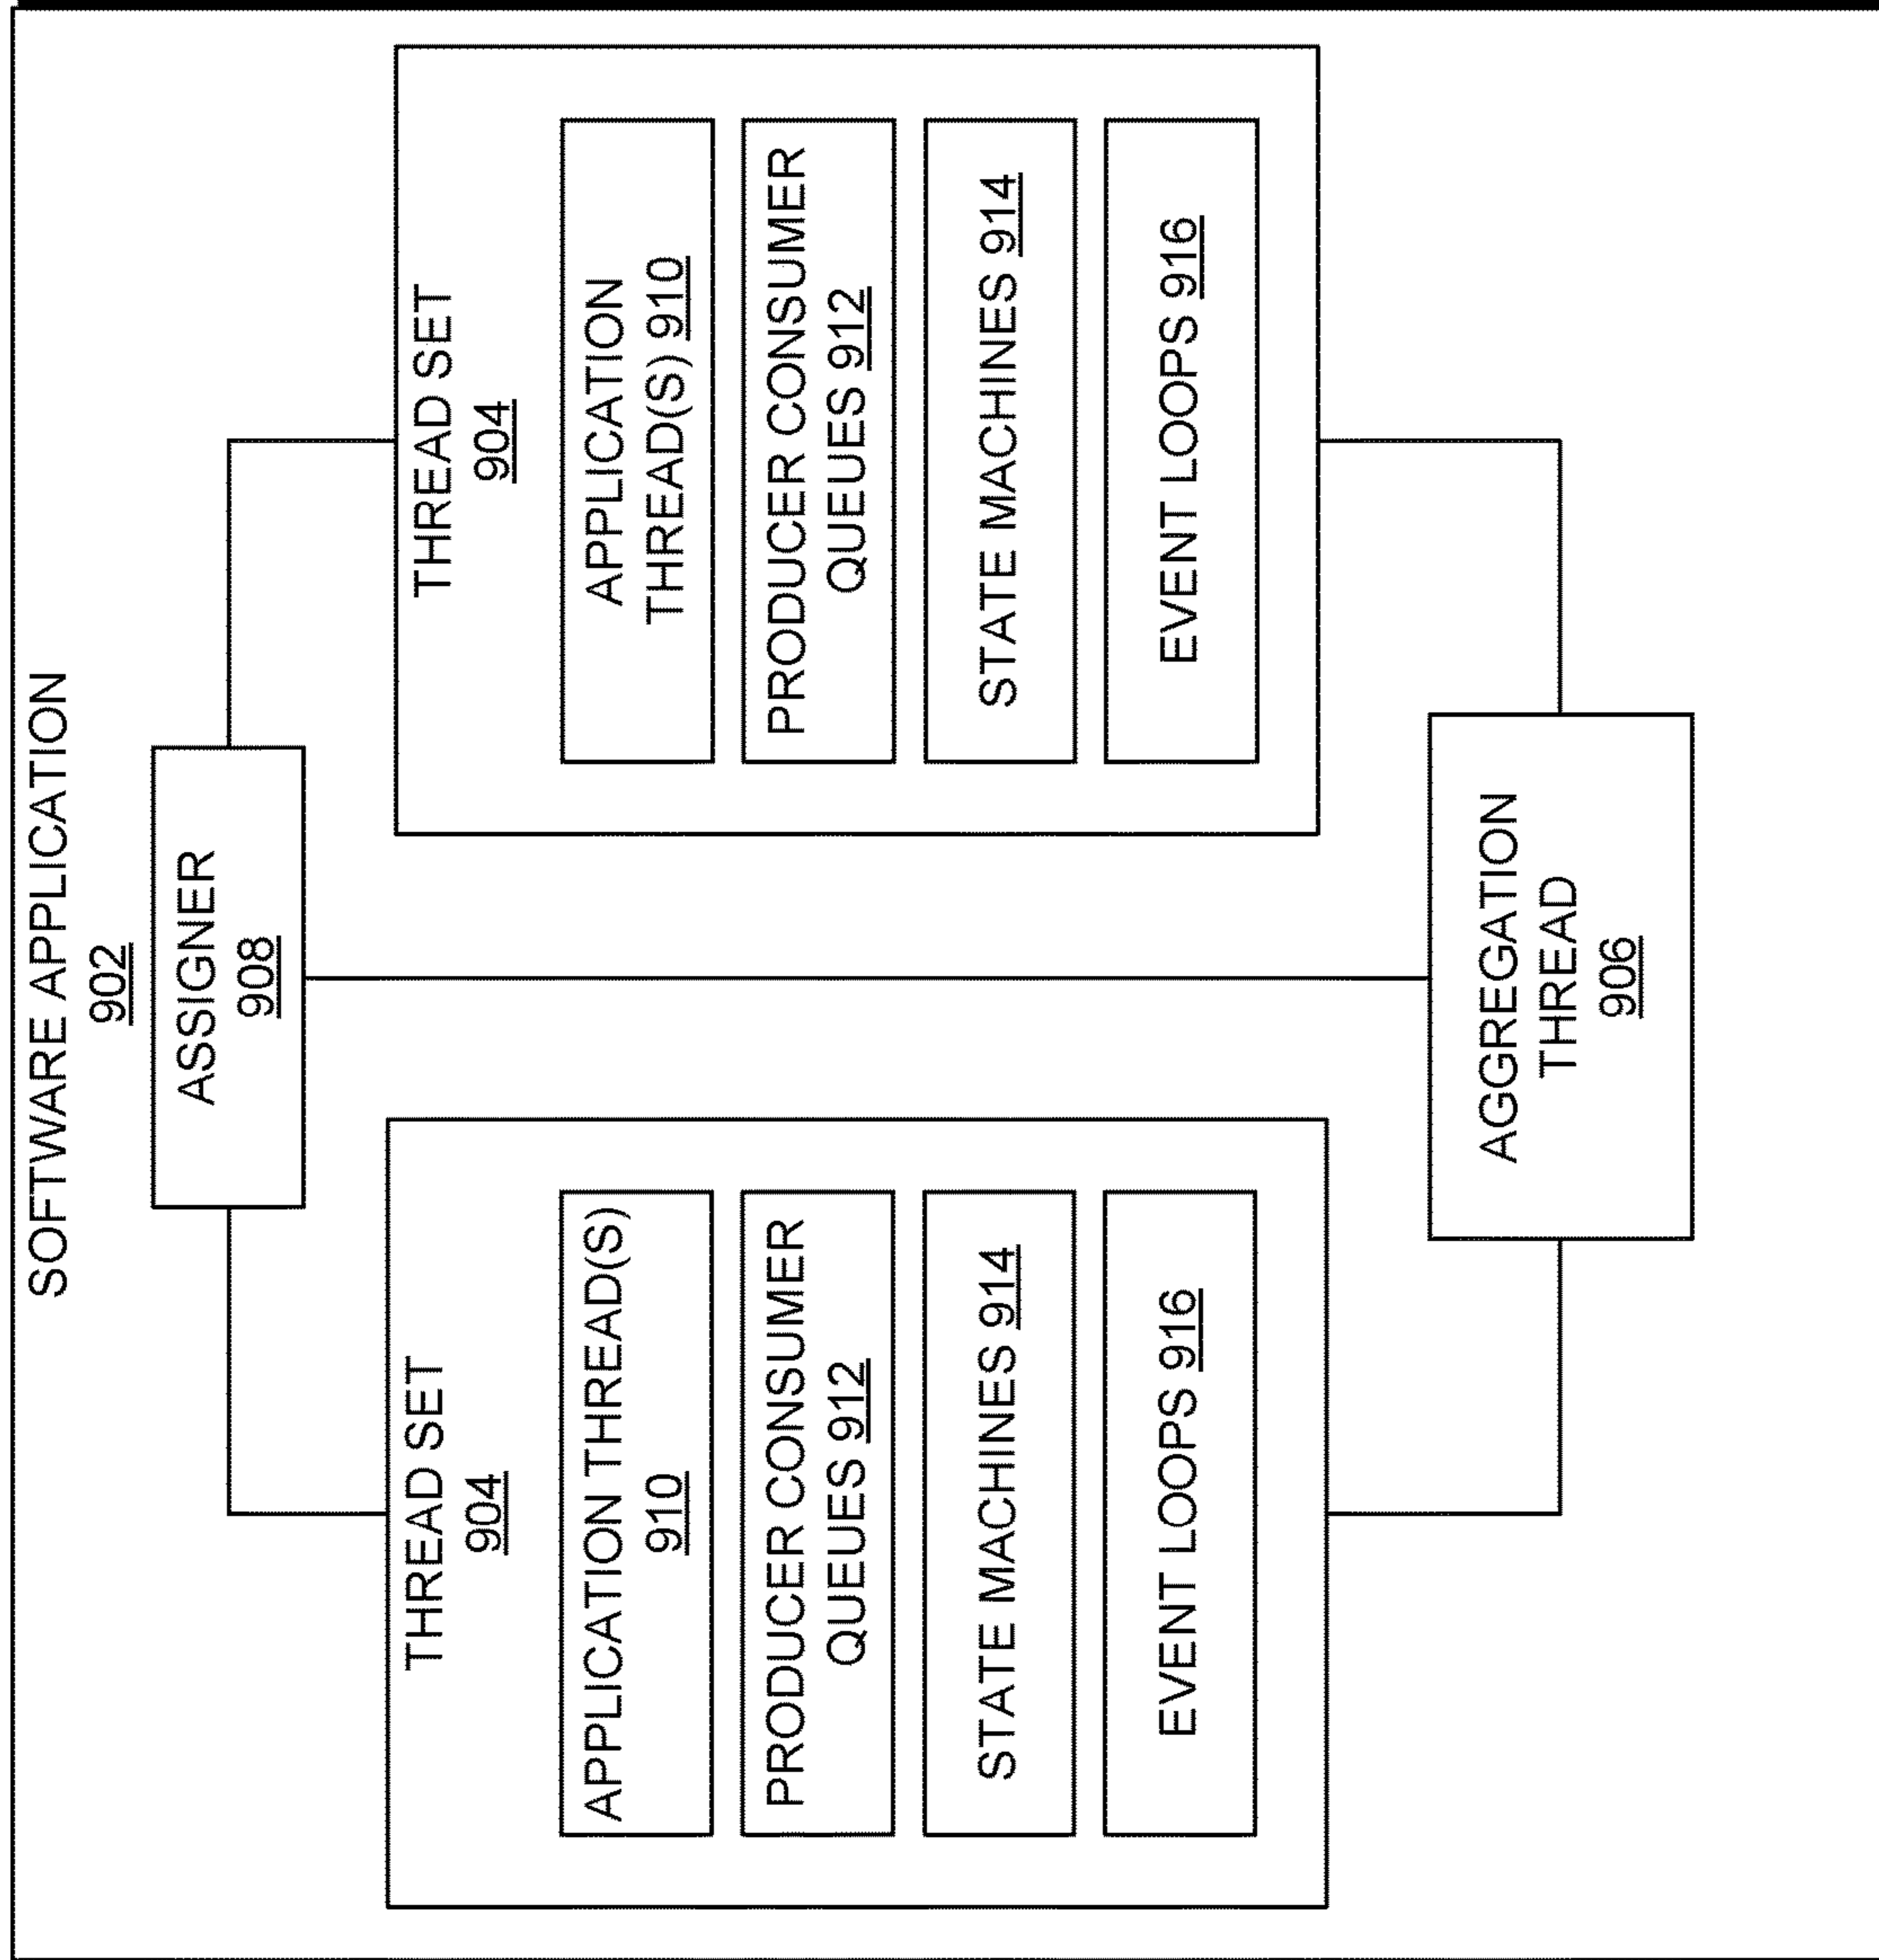 SOFTWARE APPLICATION
902
ASSIGNER
908
THREAD SET
904
APPLICATION THREAD(S)
910
PRODUCER CONSUMER
QUEUES 912
STATE MACHINES 914
EVENT LOOPS 916
THREAD SET
904
APPLICATION
THREAD(S) 910
PRODUCER CONSUMER
QUEUES 912
STATE MACHINES 914
EVENT LOOPS 916
AGGREGATION
THREAD
906